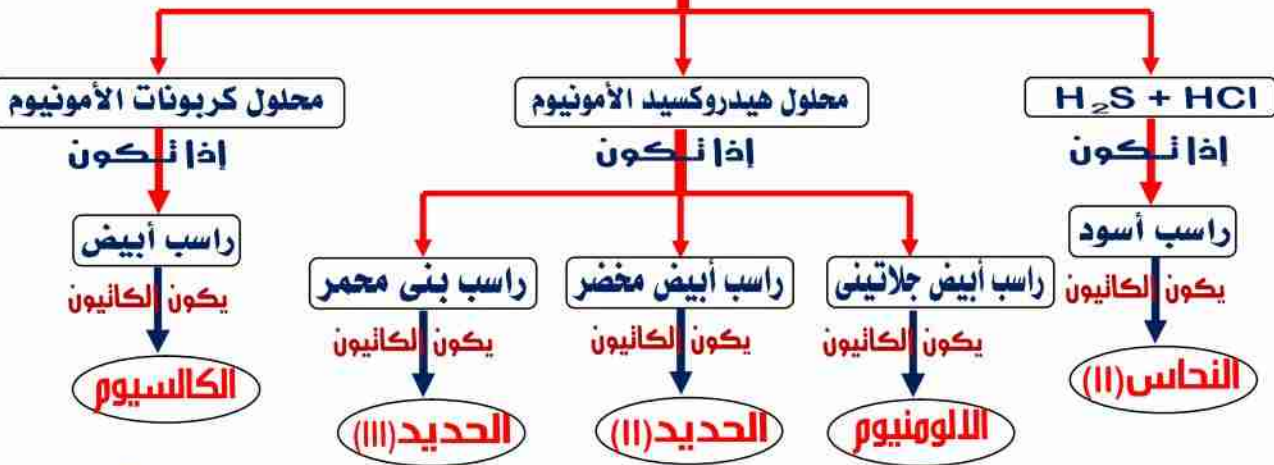 H₂S + HCl
محلول هيدروكسيد الأمونيوم
محلول كربونات الأمونيوم
إذا تكون
إذا تكون
إذا تكون
راسب أسود
راسب أبيض
راسب أبيض جلاتينى
راسب أبيض مخضر
راسب بنى محمر
يكون الكاتيون
يكون الكاتيون
يكون الكاتيون
يكون الكاتيون
يكون الكاتيون
النحاس(II)
الكالسيوم
الالومنيوم
الحديد(II)
الحديد(III)